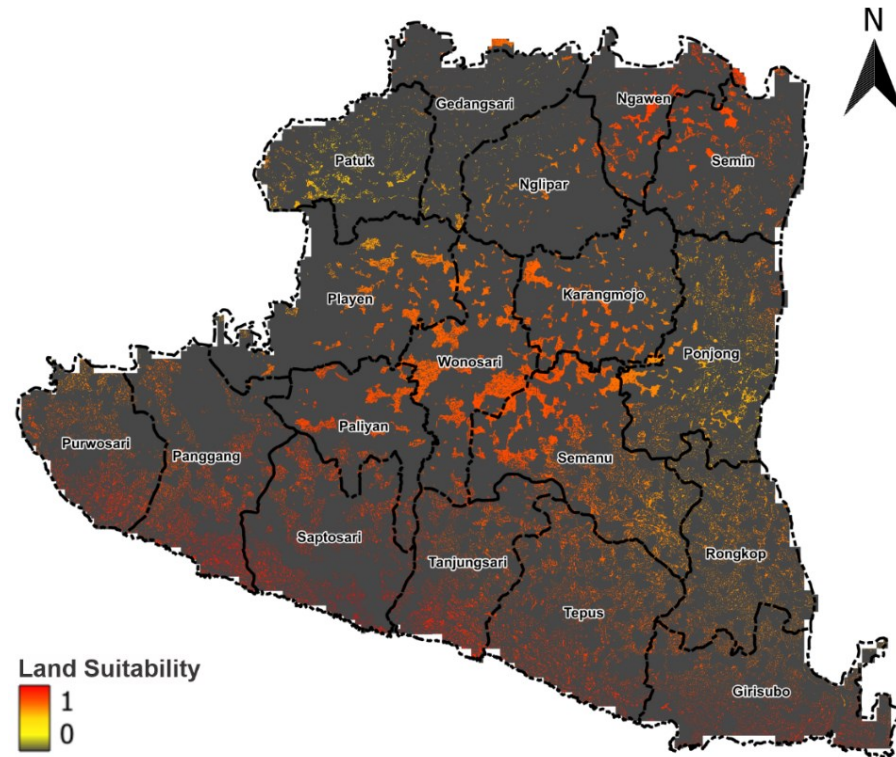 N
Ngawen
Gedangsari
Patuk
Semin
Nglipar
Playen
Karangmojo
Ponjong
Wonosari
Paliyan
Purwosari
Panggang
Semanu
Saptosari
Tanjungsari
Rongkop
Tepus
Girisubo
Land Suitability
1
0